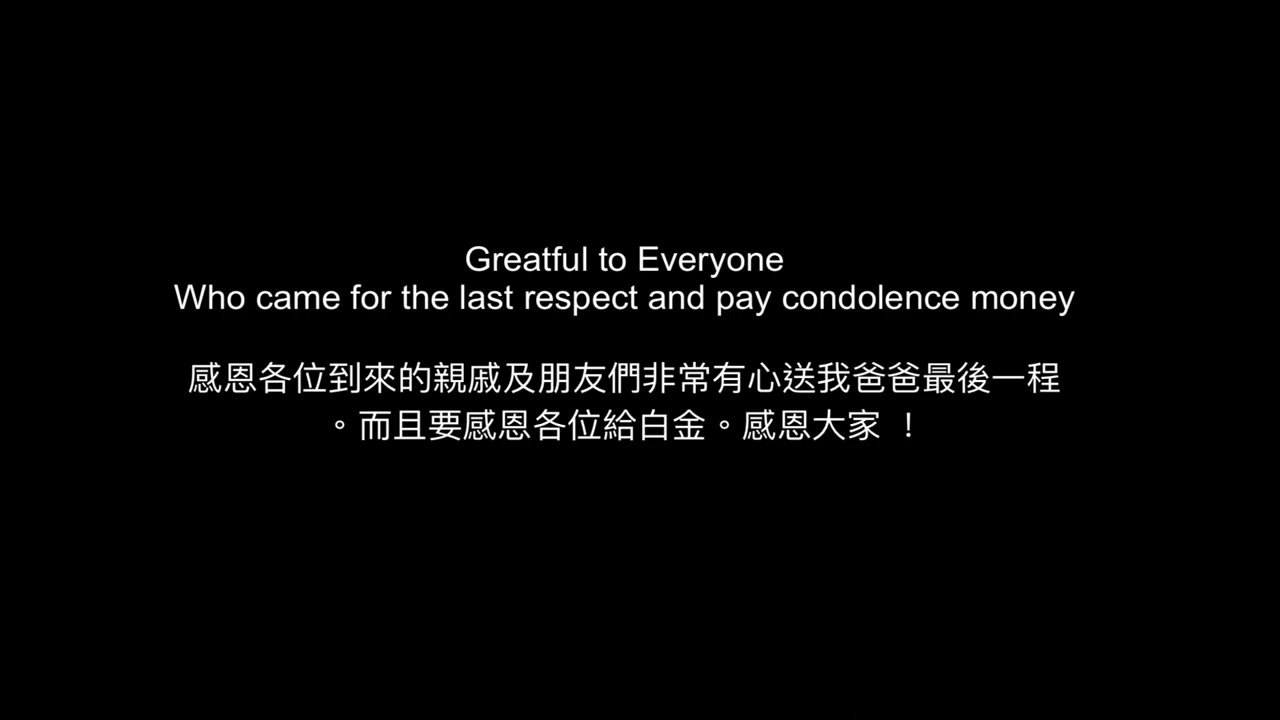 Greatful to Everyone
Who came for the last respect and pay condolence money
感恩各位到來的親戚及朋友們非常有心送我爸爸最後一程
。而且要感恩各位給白金。感恩大家 ！